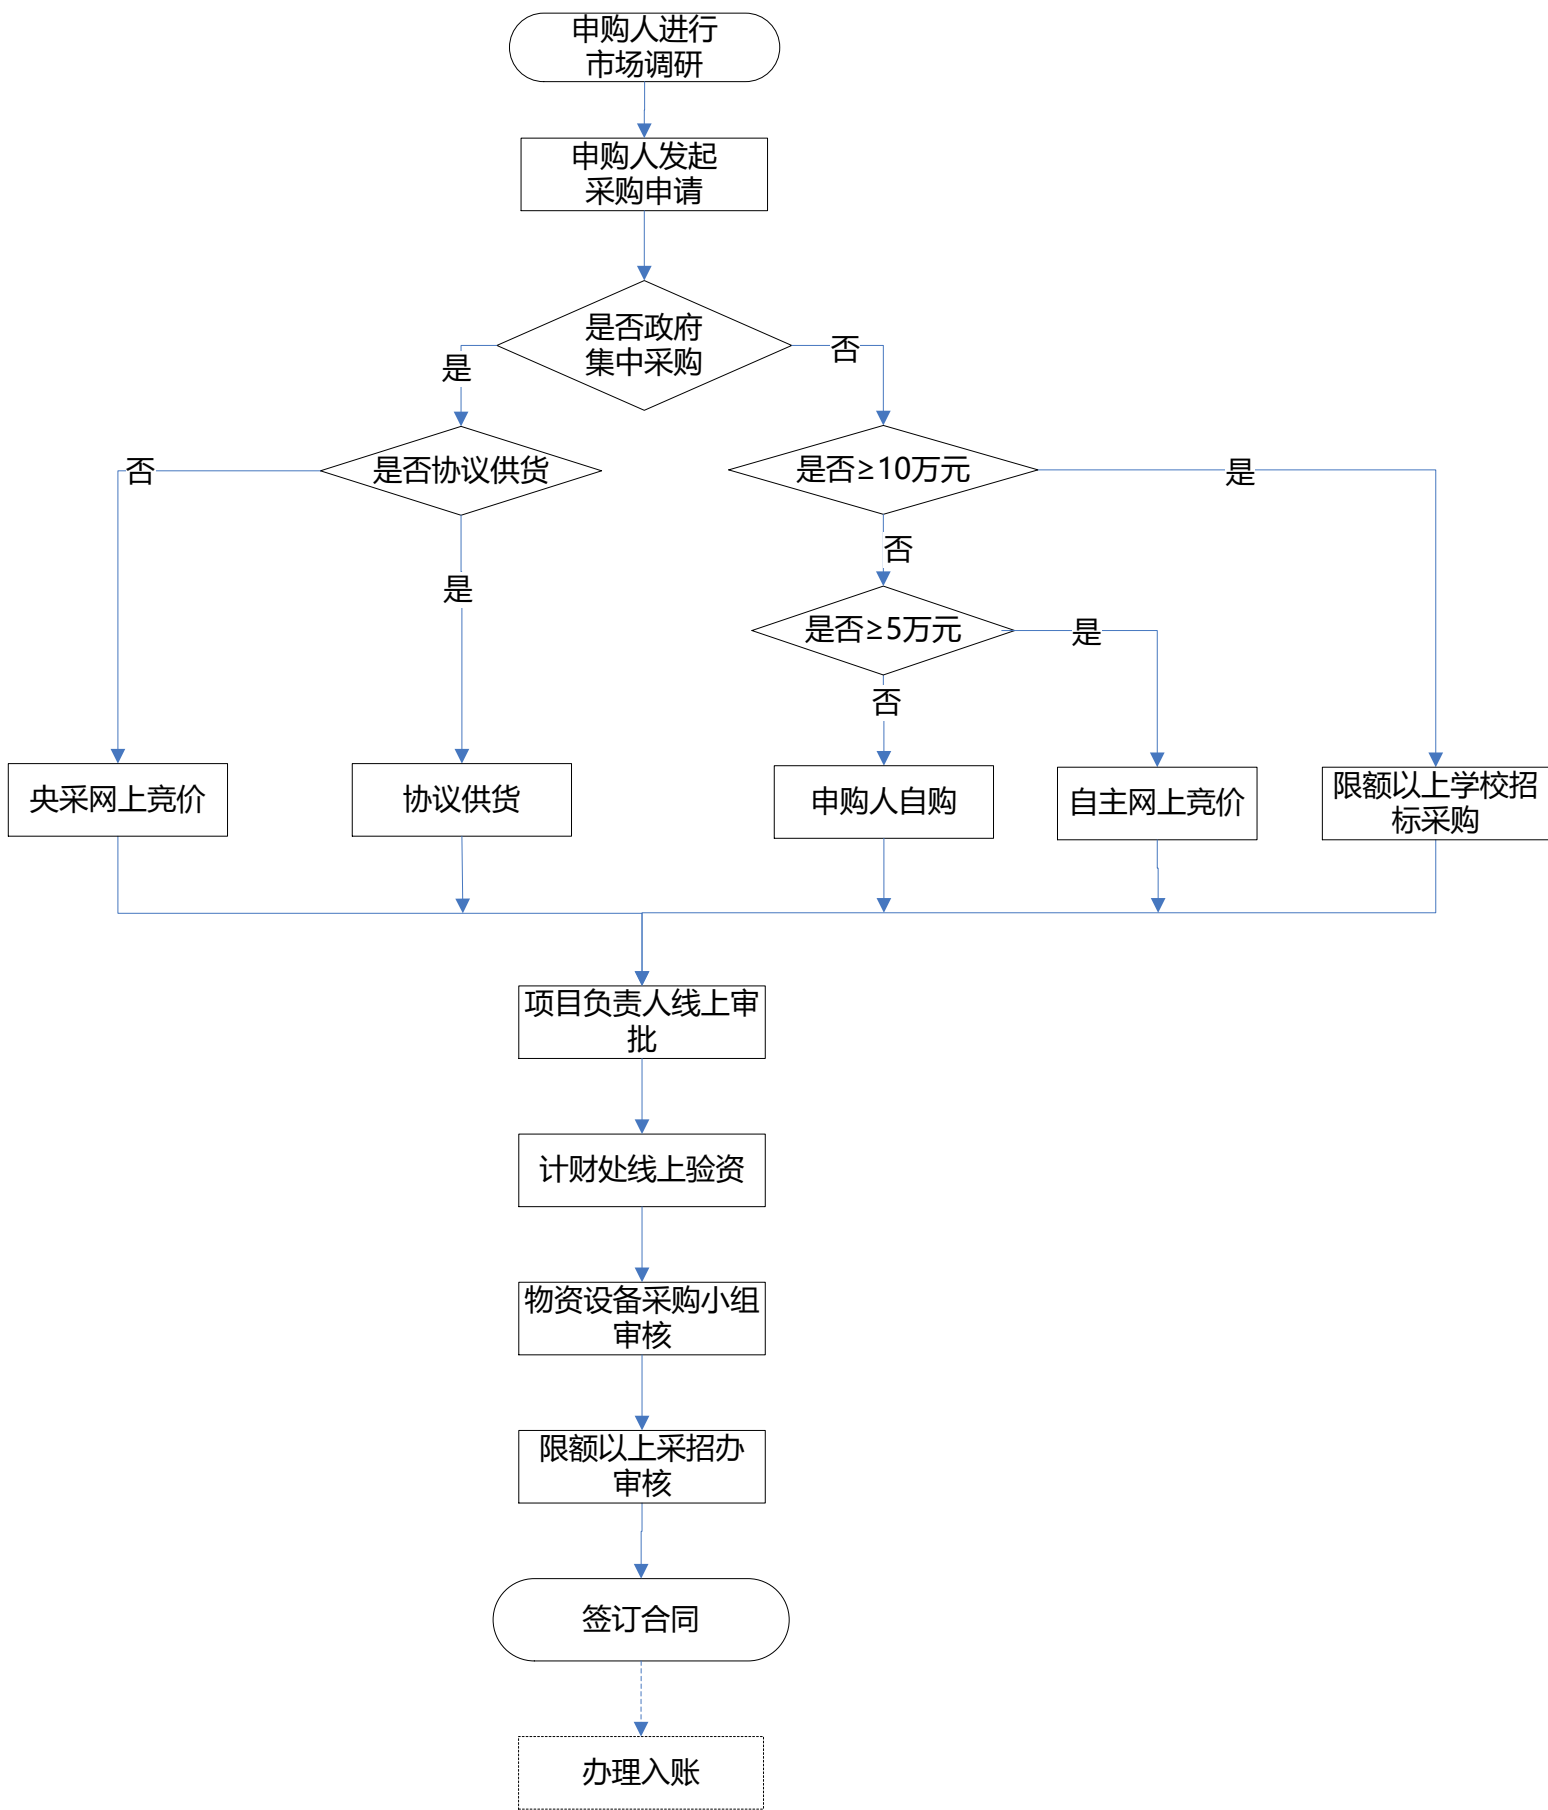 申购人进行
市场调研
申购人发起
采购申请
是否政府
集中采购
是
否
是否协议供货
是否≥10万元
否
是
否
是
是否≥5万元
是
否
央采网上竞价
协议供货
申购人自购
自主网上竞价
限额以上学校招
标采购
项目负责人线上审
批
计财处线上验资
物资设备采购小组
审核
限额以上采招办
审核
签订合同
办理入账